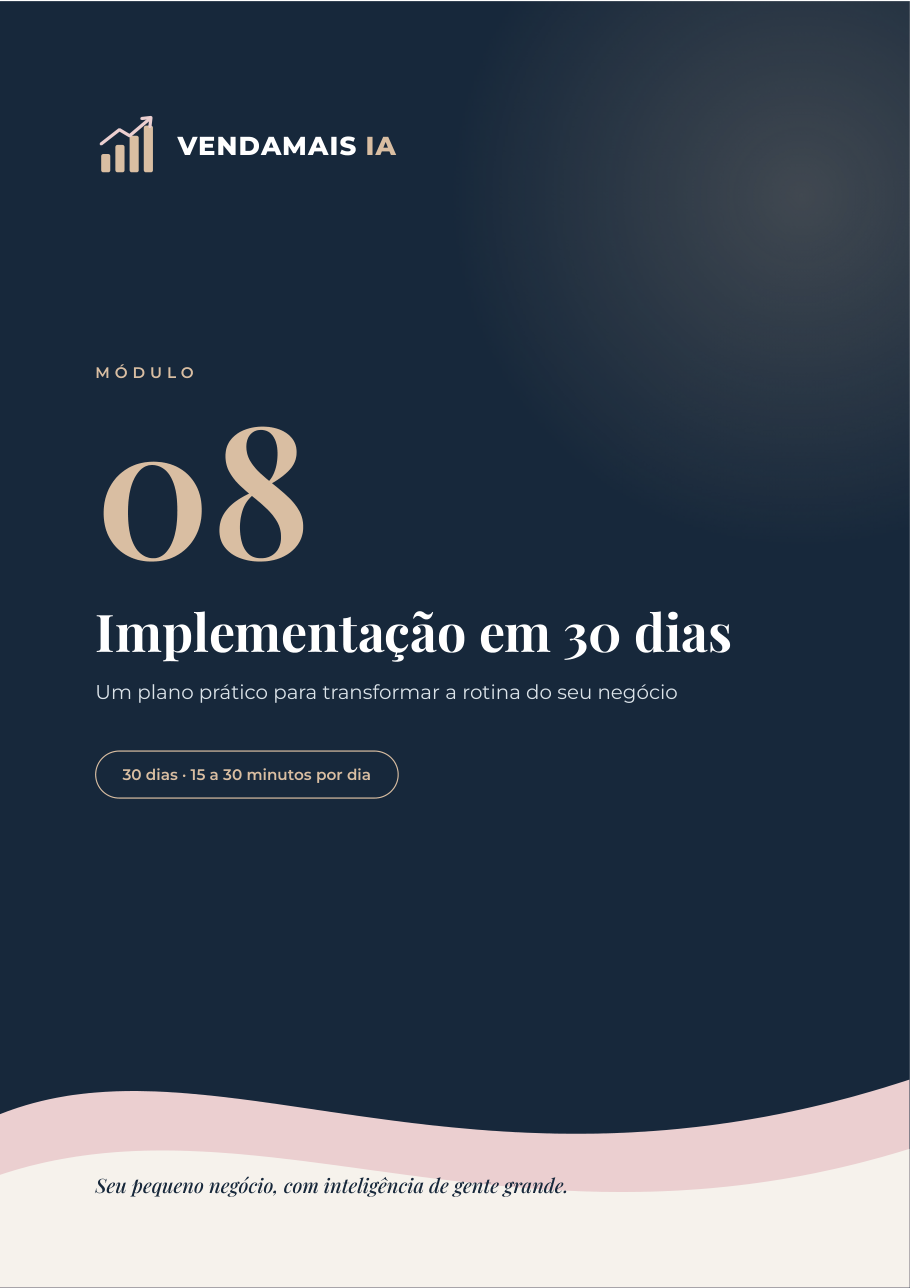 VENDAMAIS IA
MÓDULO
08
Implementação em 30 dias
Um plano prático para transformar a rotina do seu negócio
30 dias · 15 a 30 minutos por dia
Seu pequeno negócio, com inteligência de gente grande.